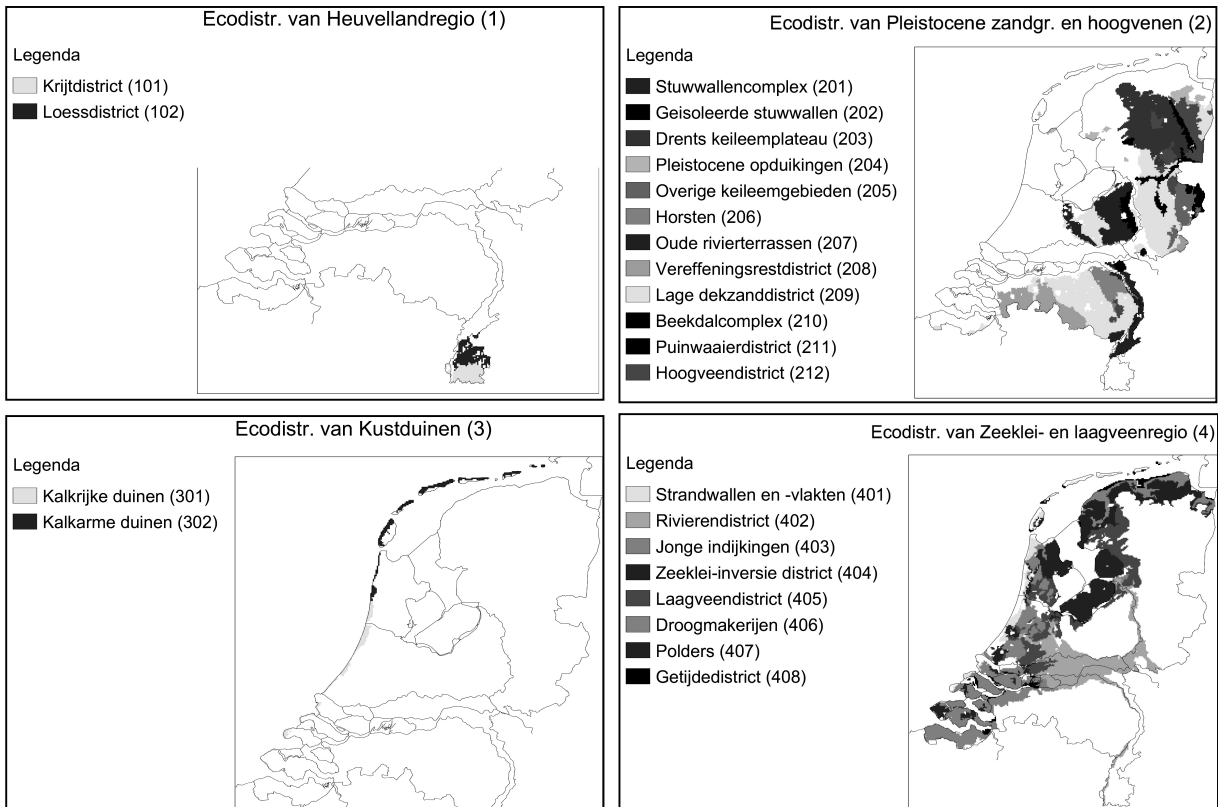 Ecodistr. van Heuvellandregio (1)
Legenda
Krijtdistrict (101)
Loessdistrict (102)
Ecodistr. van Pleistocene zandgr. en hoogvenen (2)
Legenda
Stuwwallencomplex (201)
Geisoleerde stuwwallen (202)
Drents keileemplateau (203)
Pleistocene opduikingen (204)
Overige keileemgebieden (205)
Horsten (206)
Oude rivierterrassen (207)
Vereffeningsrestdistrict (208)
Lage dekzanddistrict (209)
Beekdalcomplex (210)
Puinwaaierdistrict (211)
Hoogveendistrict (212)
Ecodistr. van Kustduinen (3)
Legenda
Kalkrijke duinen (301)
Kalkarme duinen (302)
Ecodistr. van Zeeklei- en laagveenregio (4)
Legenda
Strandwallen en -vlakten (401)
Rivierendistrict (402)
Jonge indijkingen (403)
Zeeklei-inversie district (404)
Laagveendistrict (405)
Droogmakerijen (406)
Polders (407)
Getijdedistrict (408)